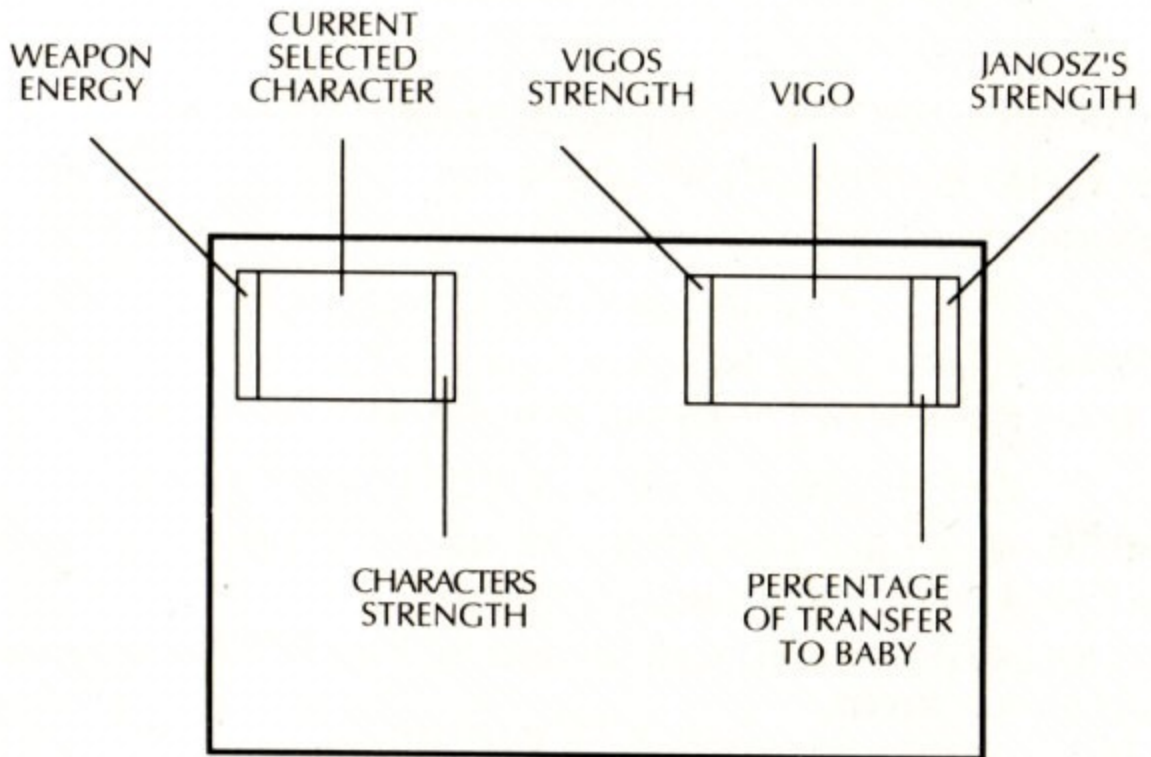 WEAPON
ENERGY
CURRENT
SELECTED
CHARACTER
VIGOS
STRENGTH
VIGO
JANOSZ'S
STRENGTH
CHARACTERS
STRENGTH
PERCENTAGE
OF TRANSFER
TO BABY